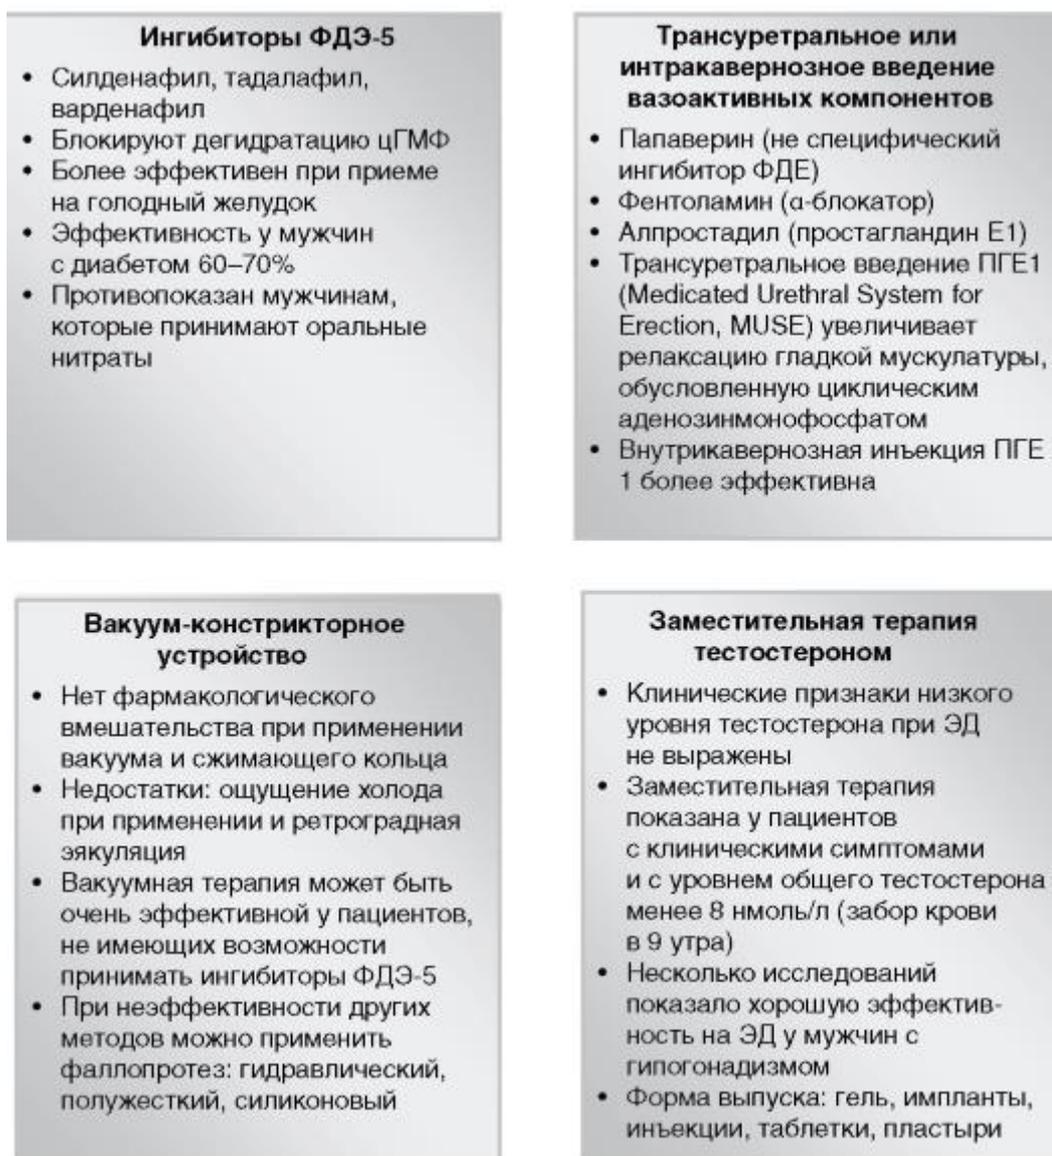 Ингибиторы ФДЭ-5
• Силденафил, тадалафил,
варденафил
• Блокируют дегидратацию цГМФ
• Более эффективен при приеме
на голодный желудок
• Эффективность у мужчин
с диабетом 60–70%
• Противопоказан мужчинам,
которые принимают оральные
нитраты
Трансуретральное или
интракавернозное введение
вазоактивных компонентов
• Папаверин (не специфический
ингибитор ФДЕ)
• Фентоламин (α-блокатор)
• Алпростадил (простагландин Е1)
• Трансуретральное введение ПГЕ1
(Medicated Urethral System for
Erection, MUSE) увеличивает
релаксацию гладкой мускулатуры,
обусловленную циклическим
аденозинмонофосфатом
• Внутрикавернозная инъекция ПГЕ
1 более эффективна
Вакуум-констрикторное
устройство
• Нет фармакологического
вмешательства при применении
вакуума и сжимающего кольца
• Недостатки: ощущение холода
при применении и ретроградная
эякуляция
• Вакуумная терапия может быть
очень эффективной у пациентов,
не имеющих возможности
принимать ингибиторы ФДЭ-5
• При неэффективности других
методов можно применить
фаллопротез: гидравлический,
полужесткий, силиконовый
Заместительная терапия
тестостероном
• Клинические признаки низкого
уровня тестостерона при ЭД
не выражены
• Заместительная терапия
показана у пациентов
с клиническими симптомами
и с уровнем общего тестостерона
менее 8 нмоль/л (забор крови
в 9 утра)
• Несколько исследований
показало хорошую эффектив-
ность на ЭД у мужчин с
гипогонадизмом
• Форма выпуска: гель, импланты,
инъекции, таблетки, пластыри